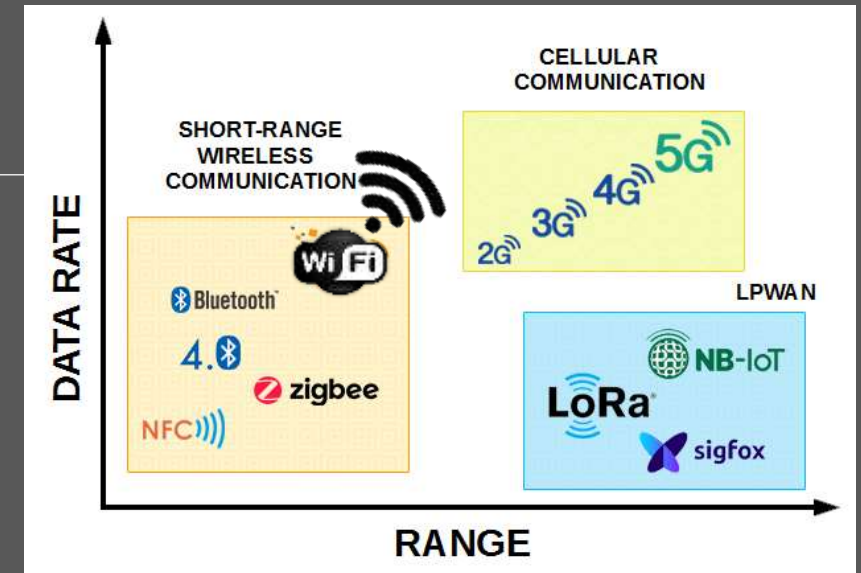 CELLULAR
COMMUNICATION
SHORT-RANGE
WIRELESS
COMMUNICATION
5G
4G
3G
2G
Wi Fi
Bluetooth
4.0
zigbee
NFC
LPWAN
NB-IoT
LoRa
sigfox
DATA RATE
RANGE